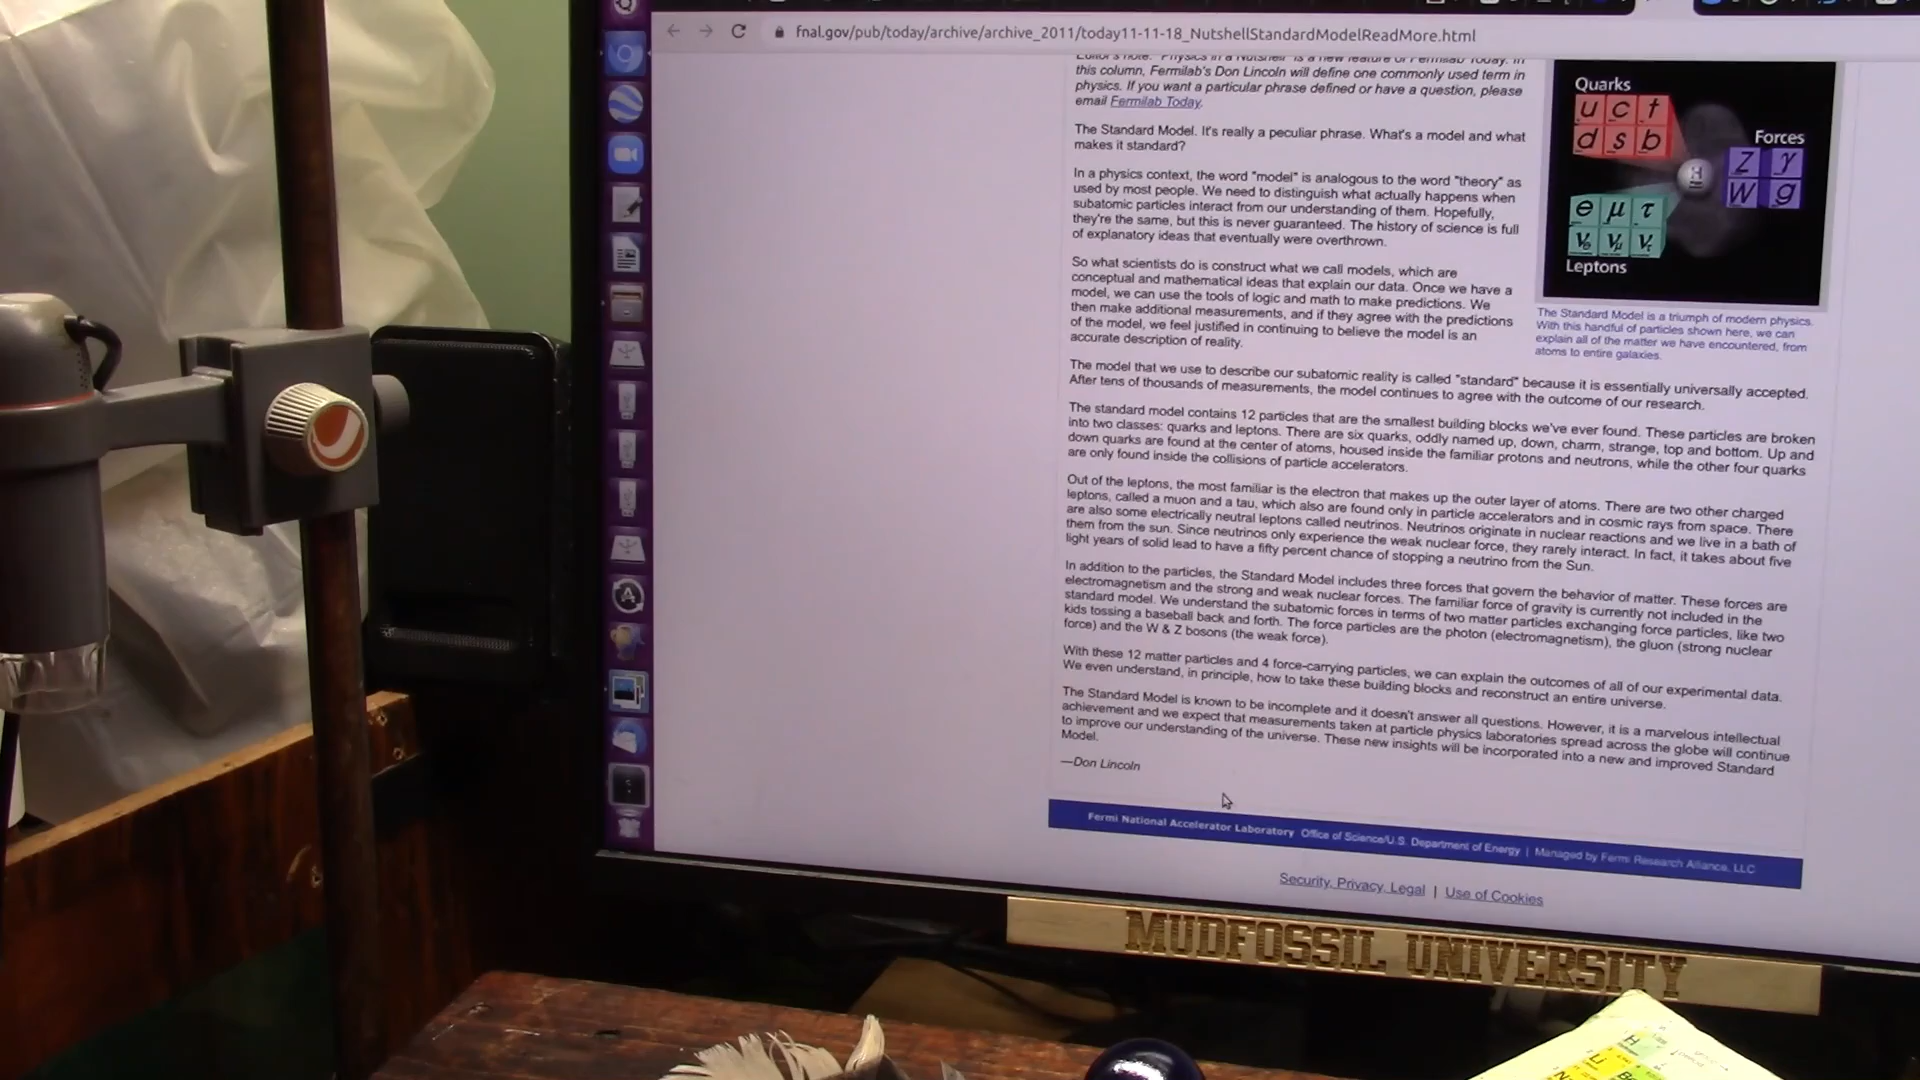 fnal.gov/pub/today/archive/archive_2011/today11-11-18_NutshellStandardModelReadMore.html
Editor's note: "Physics in a Nutshell" is a new feature of Fermilab Today. In
this column, Fermilab's Don Lincoln will define one commonly used term in
physics. If you want a particular phrase defined or have a question, please
email Fermilab Today.
The Standard Model. It's really a peculiar phrase. What's a model and what
makes it standard?
In a physics context, the word "model" is analogous to the word "theory" as
used by most people. We need to distinguish what actually happens when
subatomic particles interact from our understanding of them. Hopefully,
they're the same, but this is never guaranteed. The history of science is full
of explanatory ideas that eventually were overthrown.
So what scientists do is construct what we call models, which are
conceptual and mathematical ideas that explain our data. Once we have a
model, we can use the tools of logic and math to make predictions. We
then make additional measurements, and if they agree with the predictions
of the model, we feel justified in continuing to believe the model is an
accurate description of reality.
Quarks
u c t
d s b
Forces
Z γ
W g
H
e μ τ
νe νμ ντ
Leptons
The Standard Model is a triumph of modern physics.
With this handful of particles shown here, we can
explain all of the matter we have encountered, from
atoms to entire galaxies.
The model that we use to describe our subatomic reality is called "standard" because it is essentially universally accepted.
After tens of thousands of measurements, the model continues to agree with the outcome of our research.
The standard model contains 12 particles that are the smallest building blocks we've ever found. These particles are broken
into two classes: quarks and leptons. There are six quarks, oddly named up, down, charm, strange, top and bottom. Up and
down quarks are found at the center of atoms, housed inside the familiar protons and neutrons, while the other four quarks
are only found inside the collisions of particle accelerators.
Out of the leptons, the most familiar is the electron that makes up the outer layer of atoms. There are two other charged
leptons, called a muon and a tau, which also are found only in particle accelerators and in cosmic rays from space. There
are also some electrically neutral leptons called neutrinos. Neutrinos originate in nuclear reactions and we live in a bath of
them from the sun. Since neutrinos only experience the weak nuclear force, they rarely interact. In fact, it takes about five
light years of solid lead to have a fifty percent chance of stopping a neutrino from the Sun.
In addition to the particles, the Standard Model includes three forces that govern the behavior of matter. These forces are
electromagnetism and the strong and weak nuclear forces. The familiar force of gravity is currently not included in the
standard model. We understand the subatomic forces in terms of two matter particles exchanging force particles, like two
kids tossing a baseball back and forth. The force particles are the photon (electromagnetism), the gluon (strong nuclear
force) and the W & Z bosons (the weak force).
With these 12 matter particles and 4 force-carrying particles, we can explain the outcomes of all of our experimental data.
We even understand, in principle, how to take these building blocks and reconstruct an entire universe.
The Standard Model is known to be incomplete and it doesn't answer all questions. However, it is a marvelous intellectual
achievement and we expect that measurements taken at particle physics laboratories spread across the globe will continue
to improve our understanding of the universe. These new insights will be incorporated into a new and improved Standard
Model.
—Don Lincoln
Fermi National Accelerator Laboratory Office of Science/U.S. Department of Energy | Managed by Fermi Research Alliance, LLC
Security, Privacy, Legal | Use of Cookies
MUDFOSSIL UNIVERSITY
H
Li